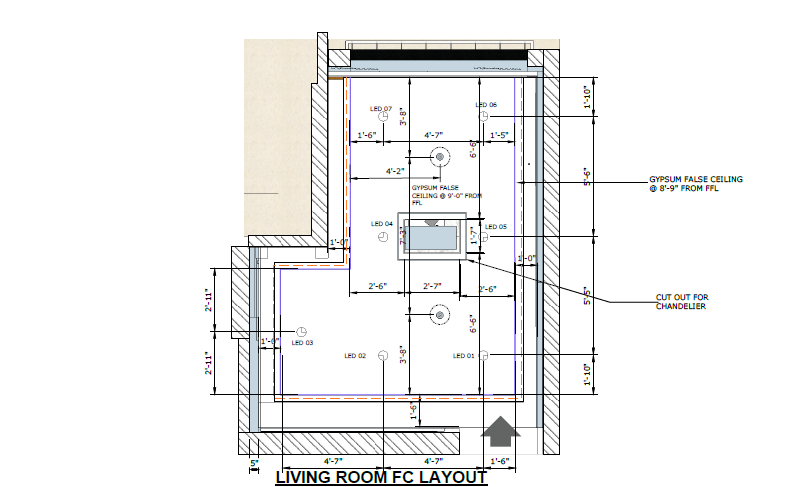 LED 07
LED 06
1'-10"
3'-8"
1'-6"
4'-7"
1'-5"
6'-6"
5'-6"
4'-2"
GYPSUM FALSE CEILING
@ 8'-9" FROM FFL
GYPSUM FALSE
CEILING @ 9'-0" FROM
FFL
LED 04
LED 05
1'-7"
1'-0"
1'-0"
2'-6"
2'-7"
2'-6"
5'-5"
CUT OUT FOR
CHANDELIER
2'-11"
6'-6"
LED 03
1'-0"
LED 02
LED 01
3'-8"
2'-11"
1'-10"
1'-6"
5"
4'-7"
4'-7"
1'-6"
LIVING ROOM FC LAYOUT